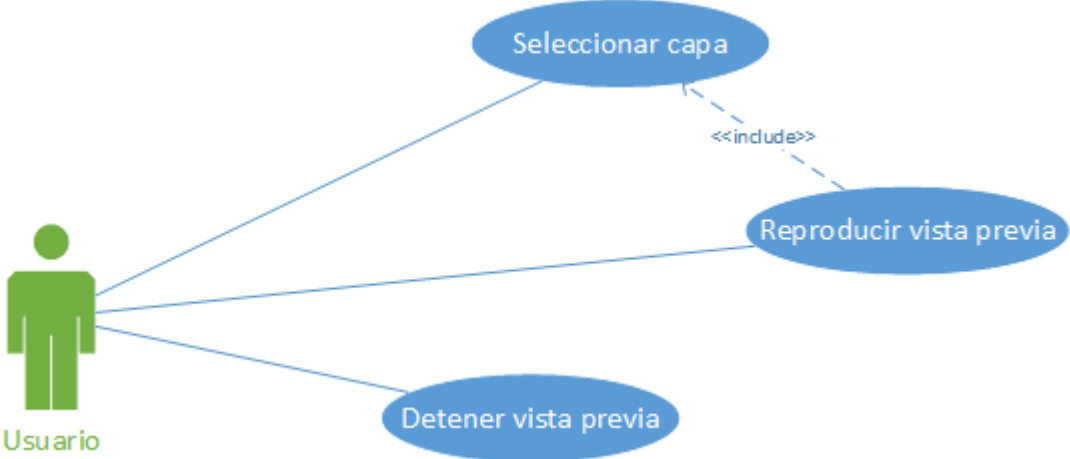 Seleccionar capa
<<include>>
Reproducir vista previa
Detener vista previa
Usuario